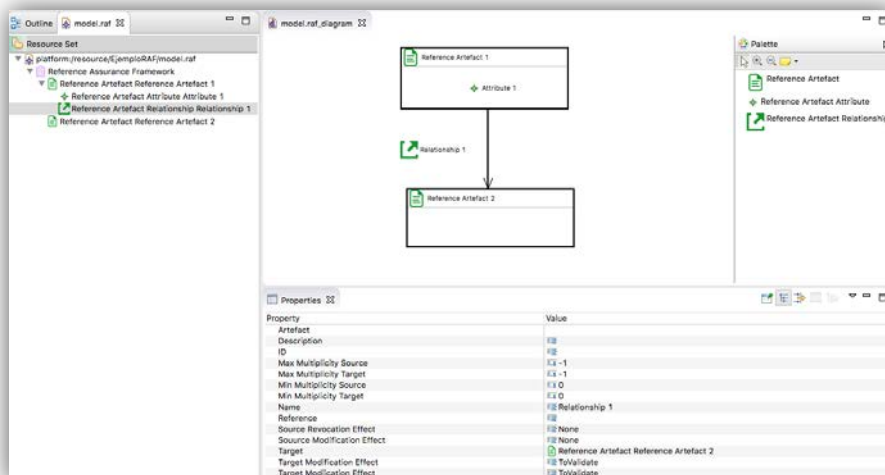 Outline
model.raf
Resource Set
platform:/resource/EjemploRAF/model.raf
Reference Assurance Framework
Reference Artefact Reference Artefact 1
Reference Artefact Attribute Attribute 1
Reference Artefact Relationship Relationship 1
Reference Artefact Reference Artefact 2
model.raf_diagram
Reference Artefact 1
Attribute 1
Relationship 1
Reference Artefact 2
Palette
Reference Artefact
Reference Artefact Attribute
Reference Artefact Relationship
Properties
Property Value
Artefact
Description
ID
Max Multiplicity Source -1
Max Multiplicity Target -1
Min Multiplicity Source 0
Min Multiplicity Target 0
Name Relationship 1
Reference
Source Revocation Effect None
Souurce Modification Effect None
Target Reference Artefact Reference Artefact 2
Target Modification Effect ToValidate
Target Modification Effect ToValidate